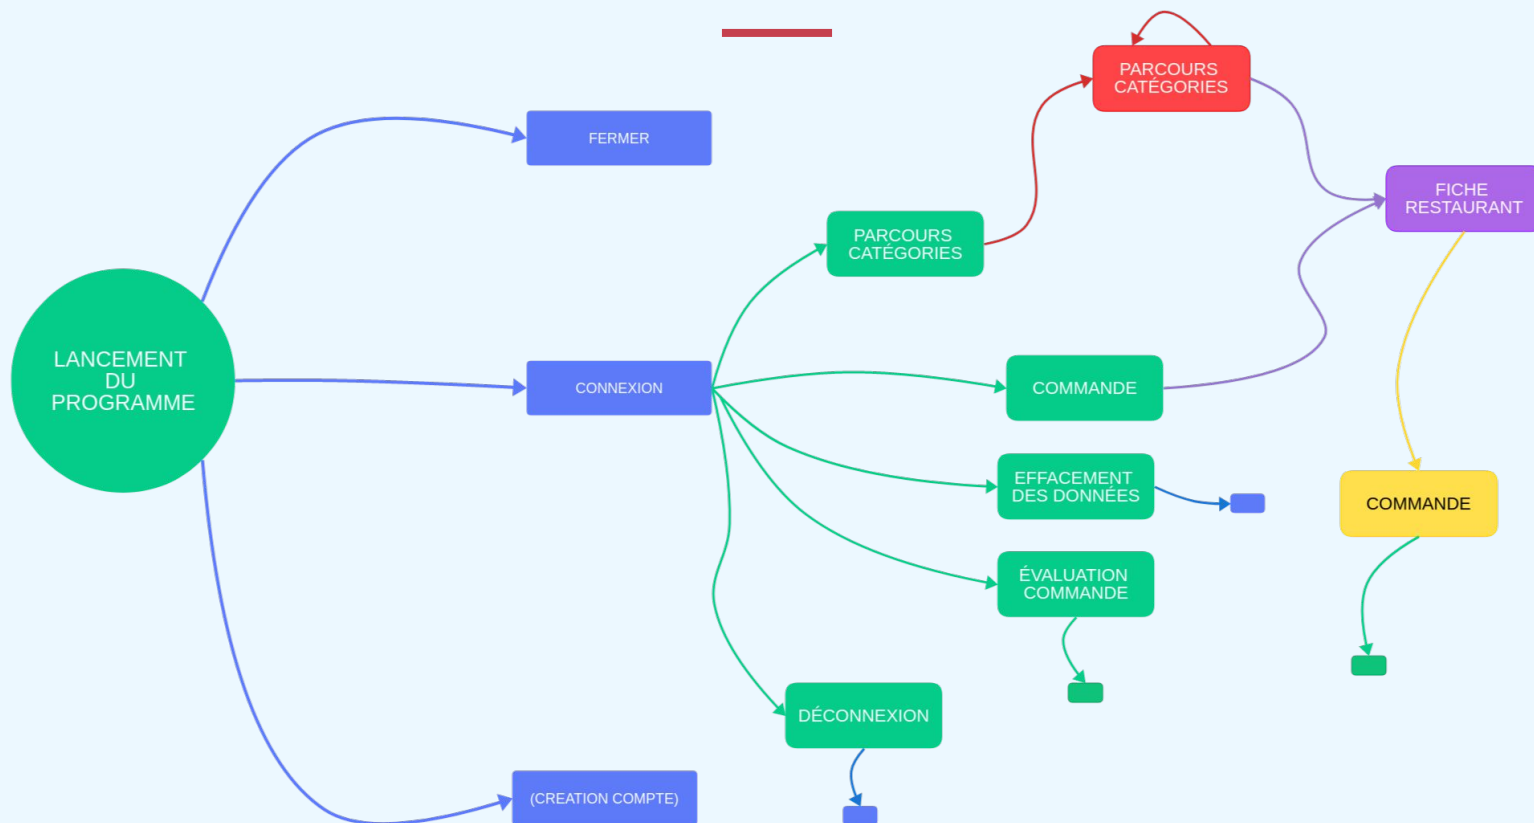 PARCOURS
CATÉGORIES
FERMER
FICHE
RESTAURANT
PARCOURS
CATÉGORIES
LANCEMENT
DU
PROGRAMME
CONNEXION
COMMANDE
EFFACEMENT
DES DONNÉES
COMMANDE
ÉVALUATION
COMMANDE
DÉCONNEXION
(CREATION COMPTE)